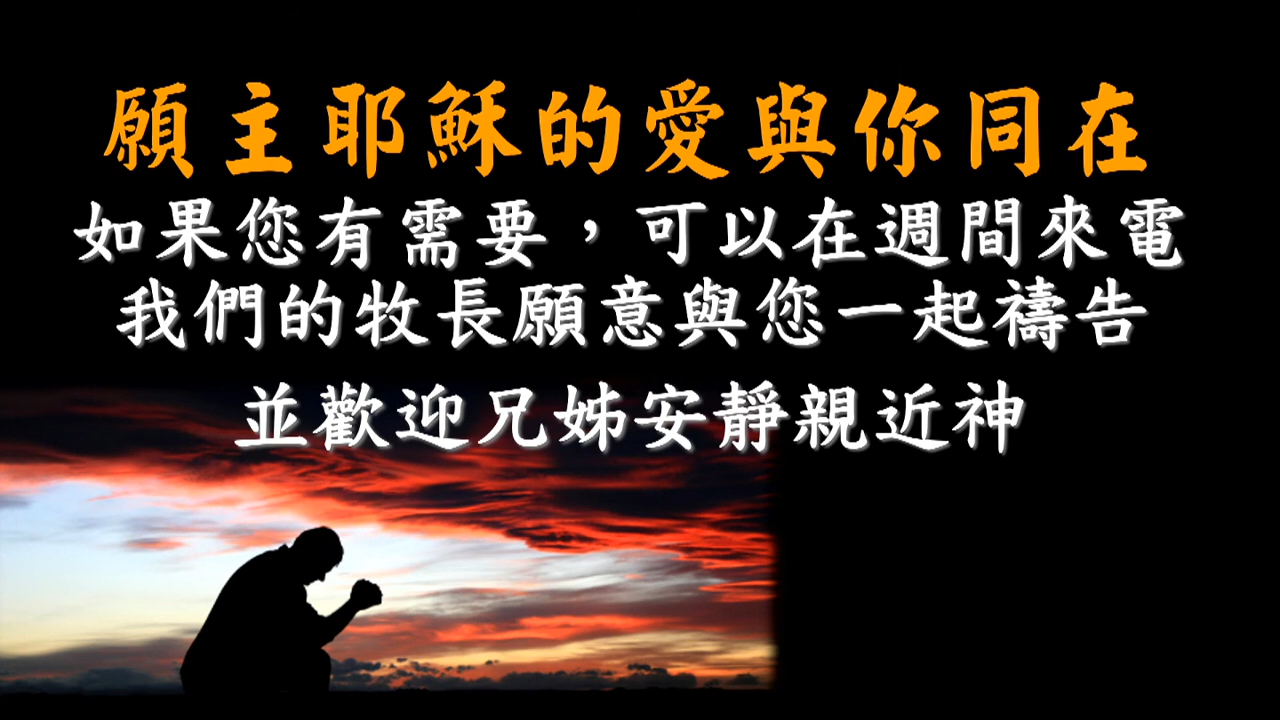 願主耶穌的愛與你同在
如果您有需要，可以在週間來電
我們的牧長願意與您一起禱告
並歡迎兄姊安靜親近神